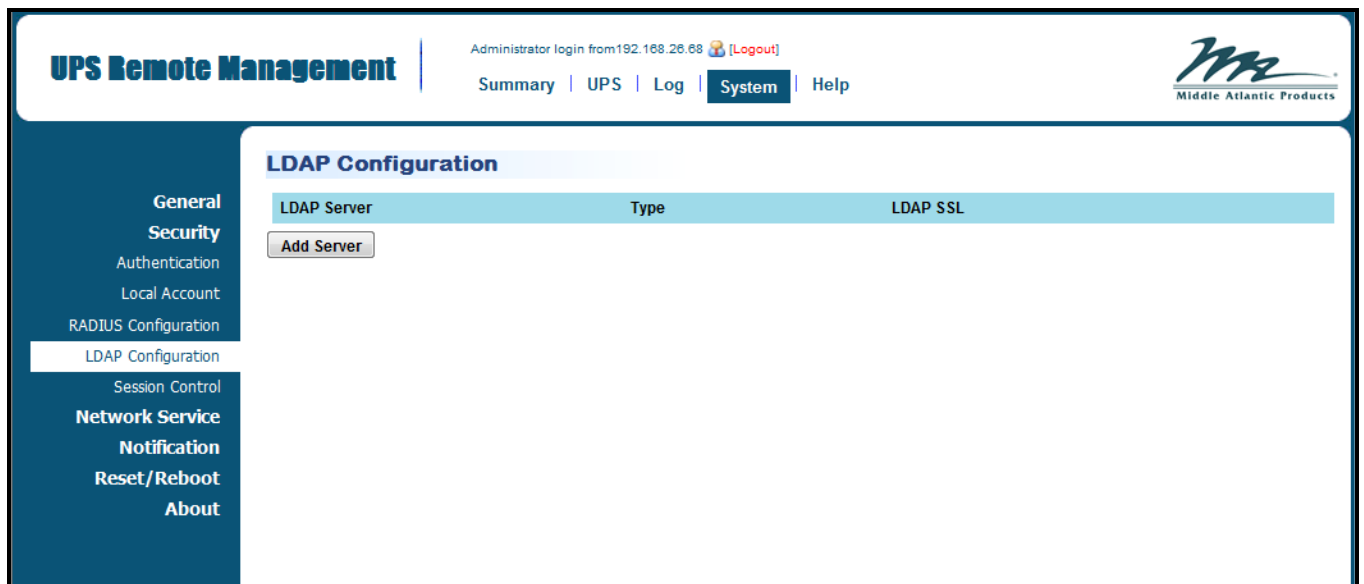 UPS Remote Management
Administrator login from192.168.26.68 [Logout]
Summary | UPS | Log | System | Help
Middle Atlantic Products
LDAP Configuration
LDAP Server Type LDAP SSL
Add Server
General
Security
Authentication
Local Account
RADIUS Configuration
LDAP Configuration
Session Control
Network Service
Notification
Reset/Reboot
About